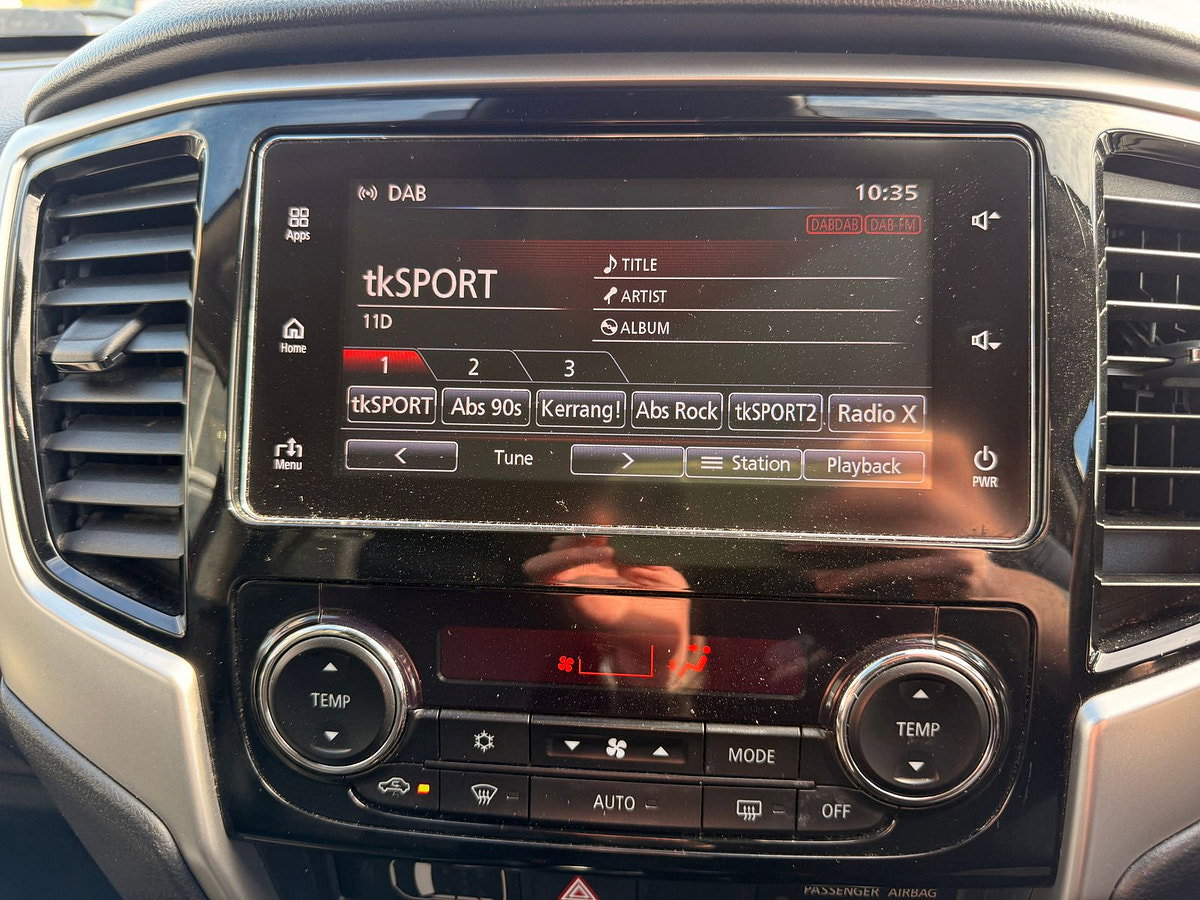 DAB
10:35
Apps
DABDAB DAB-FM
tkSPORT
TITLE
11D
ARTIST
ALBUM
Home
1 2 3
tkSPORT Abs 90s Kerrang! Abs Rock tkSPORT2 Radio X
< Tune > Station Playback
Menu
PWR
TEMP
TEMP
MODE
AUTO
OFF
PASSENGER AIRBAG